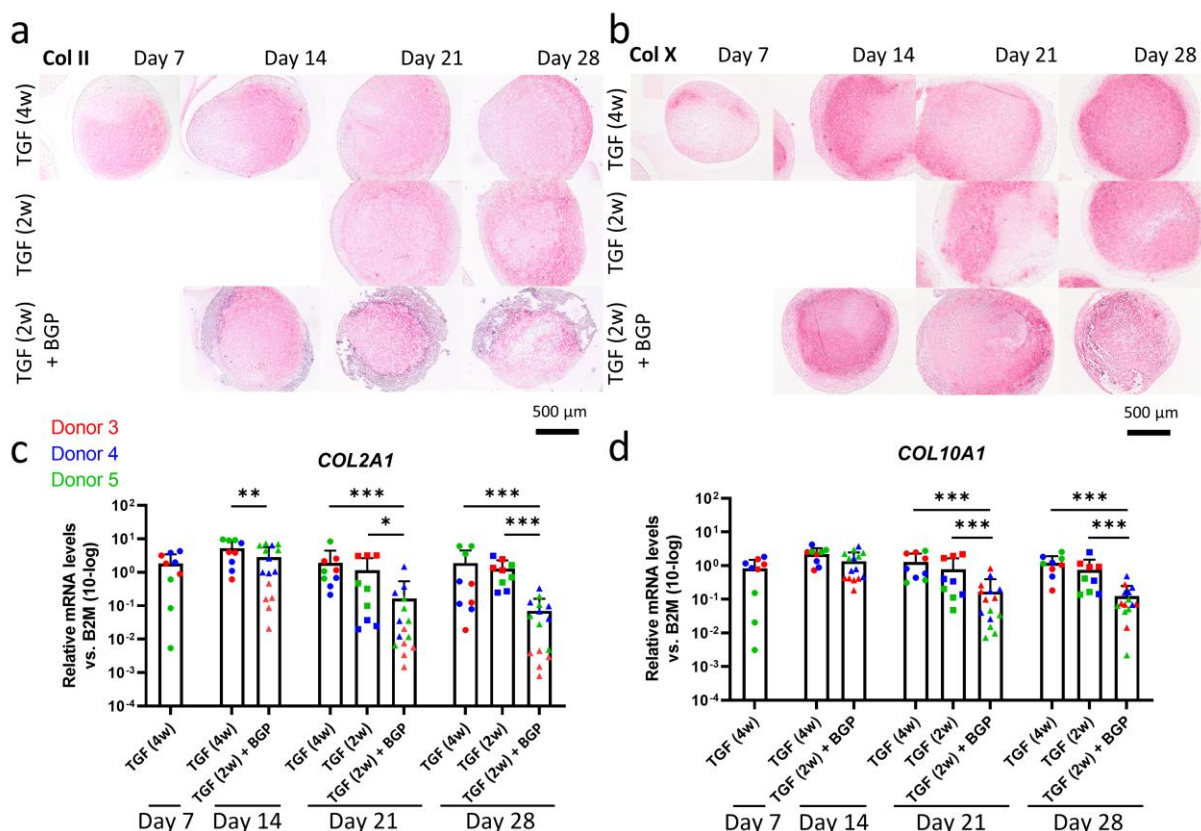 a
Col II Day 7 Day 14 Day 21 Day 28
TGF (4w)
TGF (2w)
TGF (2w)
+ BGP
500 µm
b
Col X Day 7 Day 14 Day 21 Day 28
TGF (4w)
TGF (2w)
TGF (2w)
+ BGP
500 µm
Donor 3
Donor 4
Donor 5
c
COL2A1
Relative mRNA levels
vs. B2M (10-log)
10²
10¹
10⁰
10⁻¹
10⁻²
10⁻³
10⁻⁴
** *** * *** ***
TGF (4w)
TGF (4w)
TGF (2w) + BGP
TGF (4w)
TGF (2w)
TGF (2w) + BGP
TGF (4w)
TGF (2w)
TGF (2w) + BGP
Day 7 Day 14 Day 21 Day 28
d
COL10A1
Relative mRNA levels
vs. B2M (10-log)
10²
10¹
10⁰
10⁻¹
10⁻²
10⁻³
10⁻⁴
*** *** *** ***
TGF (4w)
TGF (4w)
TGF (2w) + BGP
TGF (4w)
TGF (2w)
TGF (2w) + BGP
TGF (4w)
TGF (2w)
TGF (2w) + BGP
Day 7 Day 14 Day 21 Day 28